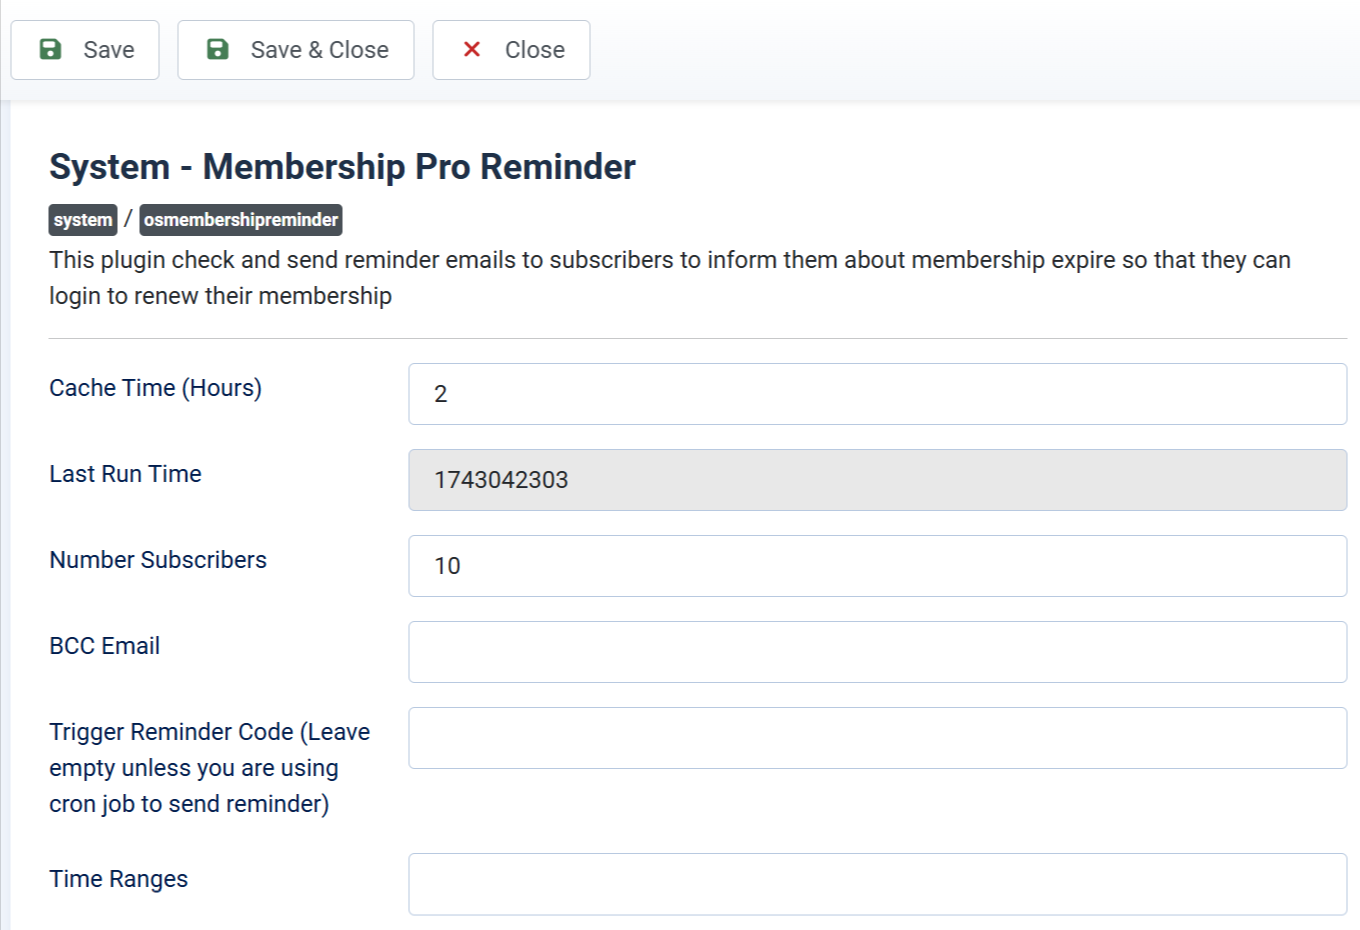 Save
Save & Close
Close
System - Membership Pro Reminder
system / osmembershipreminder
This plugin check and send reminder emails to subscribers to inform them about membership expire so that they can
login to renew their membership
Cache Time (Hours)
2
Last Run Time
1743042303
Number Subscribers
10
BCC Email
Trigger Reminder Code (Leave
empty unless you are using
cron job to send reminder)
Time Ranges